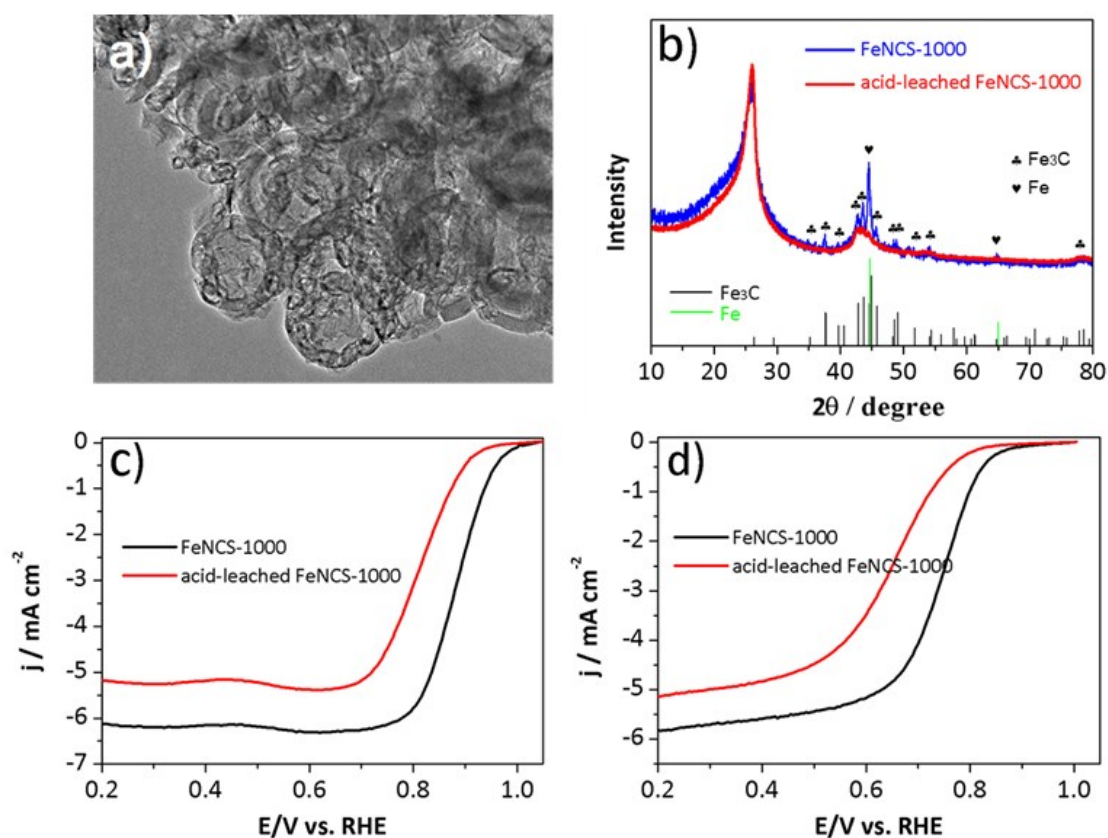 a)
b)
FeNCS-1000
acid-leached FeNCS-1000
♣ Fe₃C
♥ Fe
♥
♣
♣
♣
♣
♣
♣
♣
♣♣
♣
♣
♥
♣
Intensity
Fe₃C
Fe
10 20 30 40 50 60 70 80
2θ / degree
c)
0
-1
-2
-3
-4
-5
-6
-7
j / mA cm⁻²
FeNCS-1000
acid-leached FeNCS-1000
0.2 0.4 0.6 0.8 1.0
E/V vs. RHE
d)
0
-1
-2
-3
-4
-5
-6
j / mA cm⁻²
FeNCS-1000
acid-leached FeNCS-1000
0.2 0.4 0.6 0.8 1.0
E/V vs. RHE